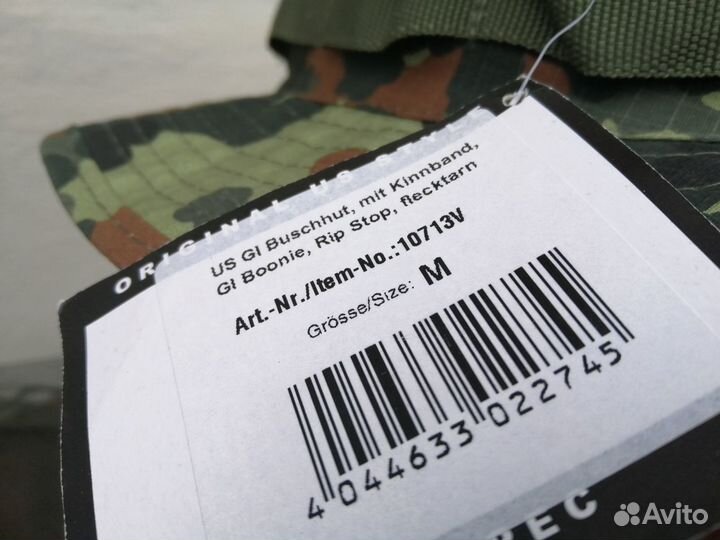 ORIGINAL US STYLE
US GI Buschhut, mit Kinnband,
GI Boonie, Rip Stop, flecktarn
Art.-Nr./Item-No.:10713V
Grösse/Size: M
4 044633 022745
Avito